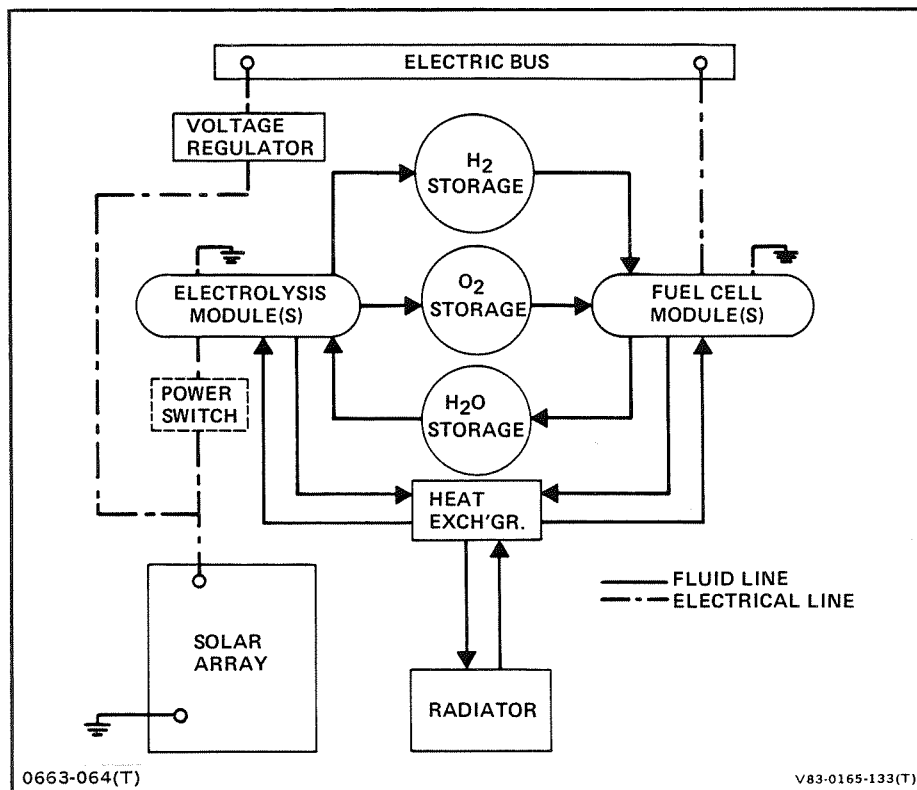 ELECTRIC BUS
VOLTAGE
REGULATOR
H2
STORAGE
ELECTROLYSIS
MODULE(S)
O2
STORAGE
FUEL CELL
MODULE(S)
POWER
SWITCH
H2O
STORAGE
HEAT
EXCH'GR.
FLUID LINE
ELECTRICAL LINE
SOLAR
ARRAY
RADIATOR
0663-064(T)
V83-0165-133(T)